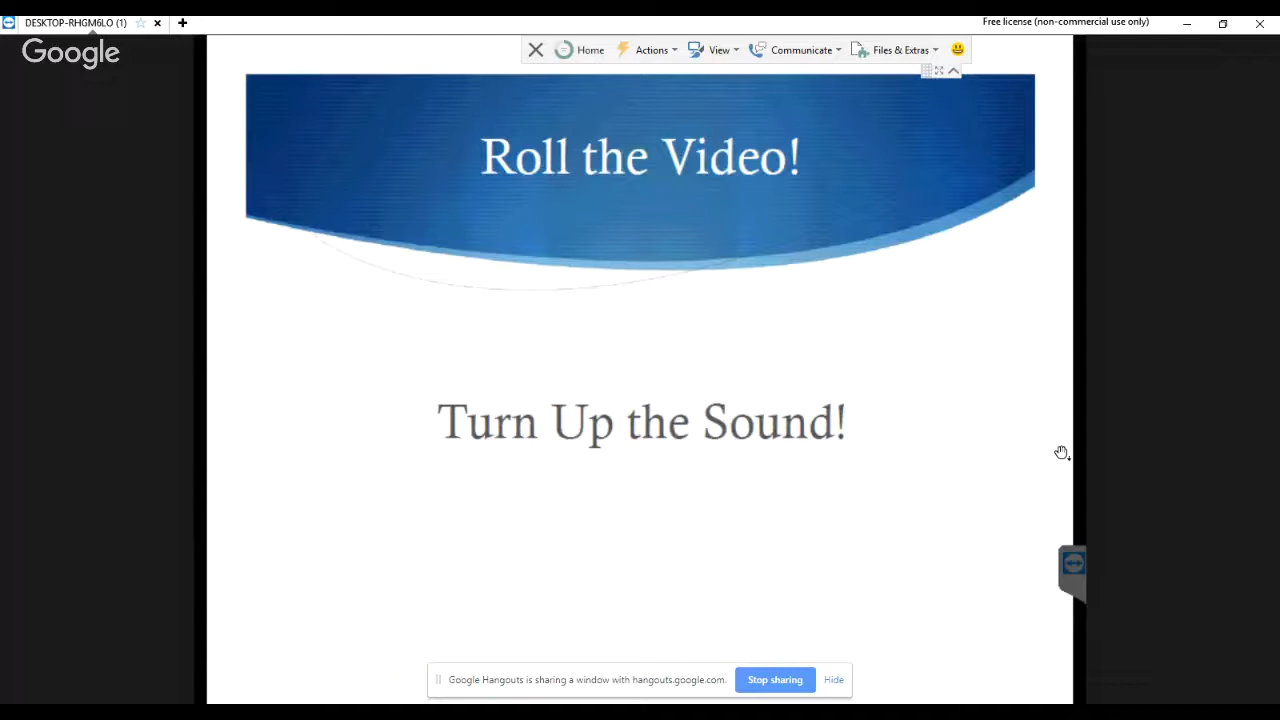 DESKTOP-RHGM6LO (1)
Free license (non-commercial use only)
Google
Home Actions View Communicate Files & Extras
Roll the Video!
Turn Up the Sound!
Google Hangouts is sharing a window with hangouts.google.com. Stop sharing Hide